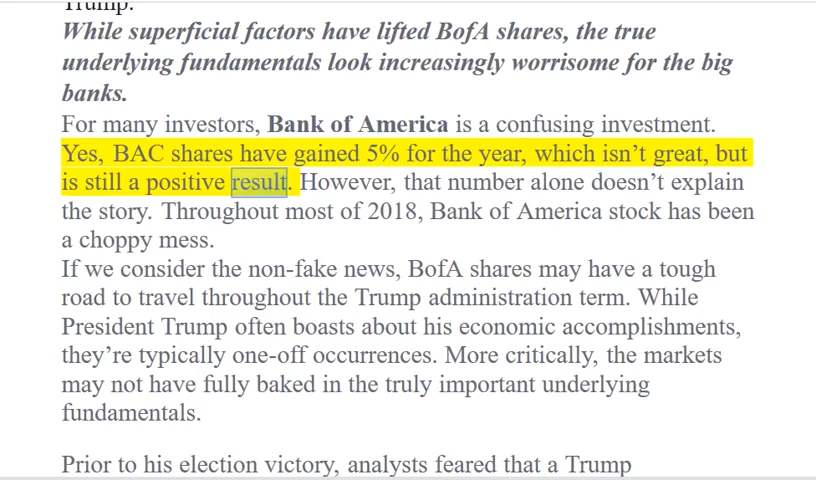 Trump.
While superficial factors have lifted BofA shares, the true
underlying fundamentals look increasingly worrisome for the big
banks.
For many investors, Bank of America is a confusing investment.
Yes, BAC shares have gained 5% for the year, which isn’t great, but
is still a positive result. However, that number alone doesn’t explain
the story. Throughout most of 2018, Bank of America stock has been
a choppy mess.
If we consider the non-fake news, BofA shares may have a tough
road to travel throughout the Trump administration term. While
President Trump often boasts about his economic accomplishments,
they’re typically one-off occurrences. More critically, the markets
may not have fully baked in the truly important underlying
fundamentals.
Prior to his election victory, analysts feared that a Trump